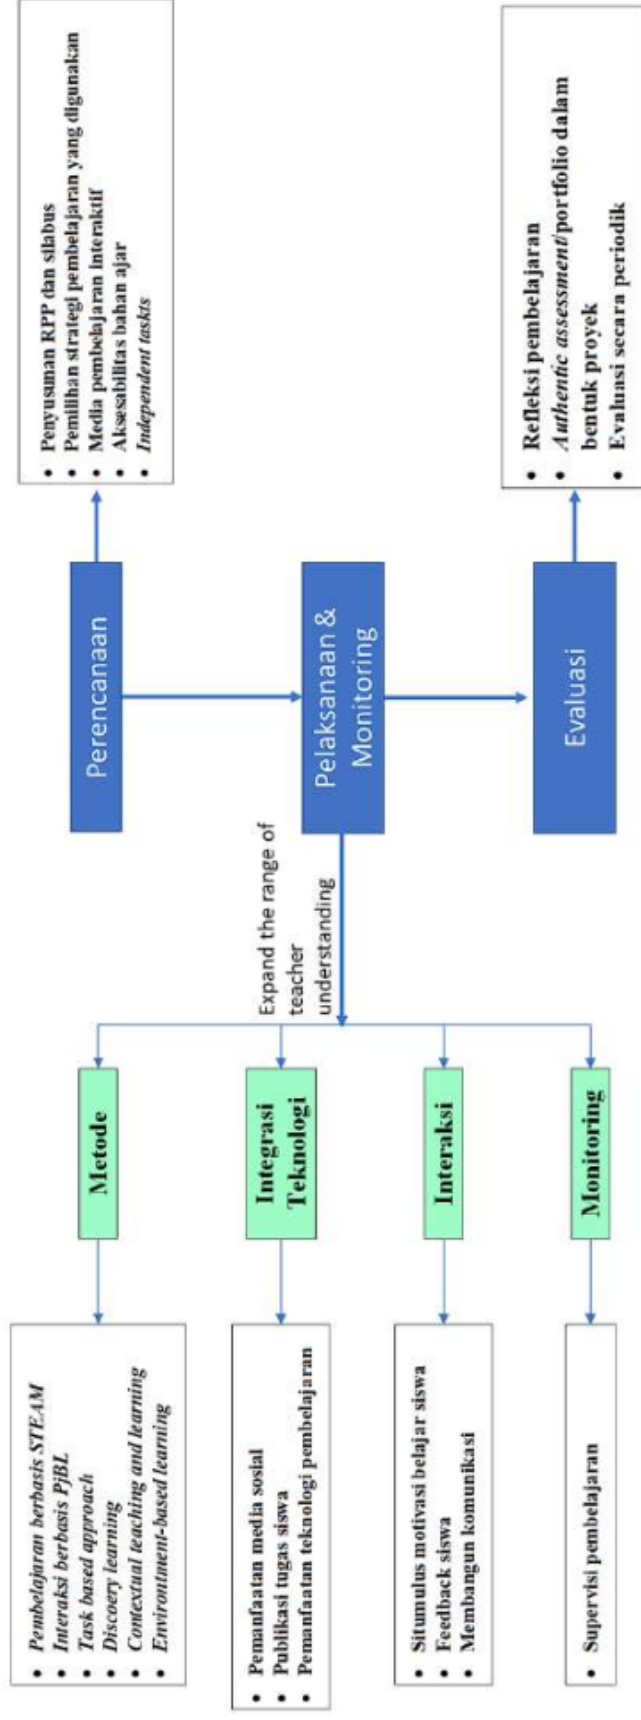 Pembelajaran berbasis STEAM
Interaksi berbasis PjBL
Task based approach
Discoery learning
Contextual teaching and learning
Environtment-based learning
Metode
Pemanfaatan media sosial
Publikasi tugas siswa
Pemanfaatan teknologi pembelajaran
Integrasi
Teknologi
Situmulus motivasi belajar siswa
Feedback siswa
Membangun komunikasi
Interaksi
Supervisi pembelajaran
Monitoring
Expand the range of
teacher
understanding
Perencanaan
Pelaksanaan &
Monitoring
Evaluasi
Penyusunan RPP dan silabus
Pemilihan strategi pembelajaran yang digunakan
Media pembelajaran interaktif
Aksesabilitas bahan ajar
Independent taskts
Refleksi pembelajaran
Authentic assessment/portfolio dalam
bentuk proyek
Evaluasi secara periodik